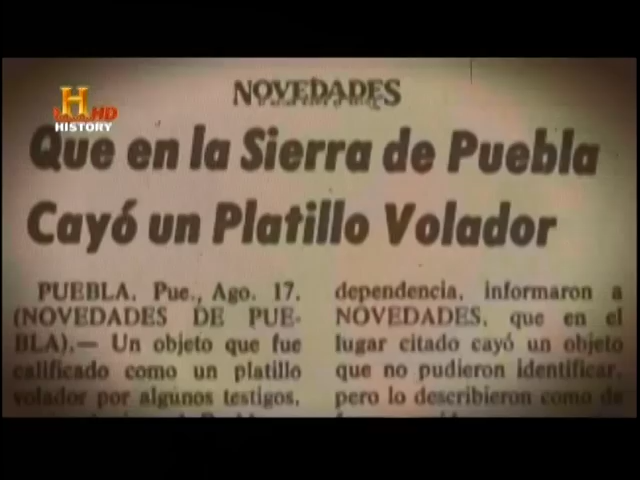 H HD
HISTORY
NOVEDADES
Que en la Sierra de Puebla
Cayó un Platillo Volador
PUEBLA, Pue., Ago. 17.
(NOVEDADES DE PUE-
BLA).— Un objeto que fue
calificado como un platillo
volador por algunos testigos,
dependencia, informaron a
NOVEDADES, que en el
lugar citado cayó un objeto
que no pudieron identificar,
pero lo describieron como de